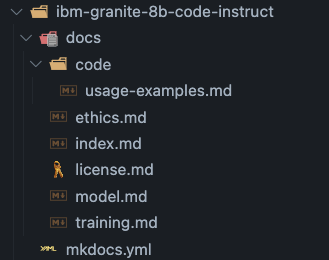 ibm-granite-8b-code-instruct
docs
code
usage-examples.md
ethics.md
index.md
license.md
model.md
training.md
YAML mkdocs.yml